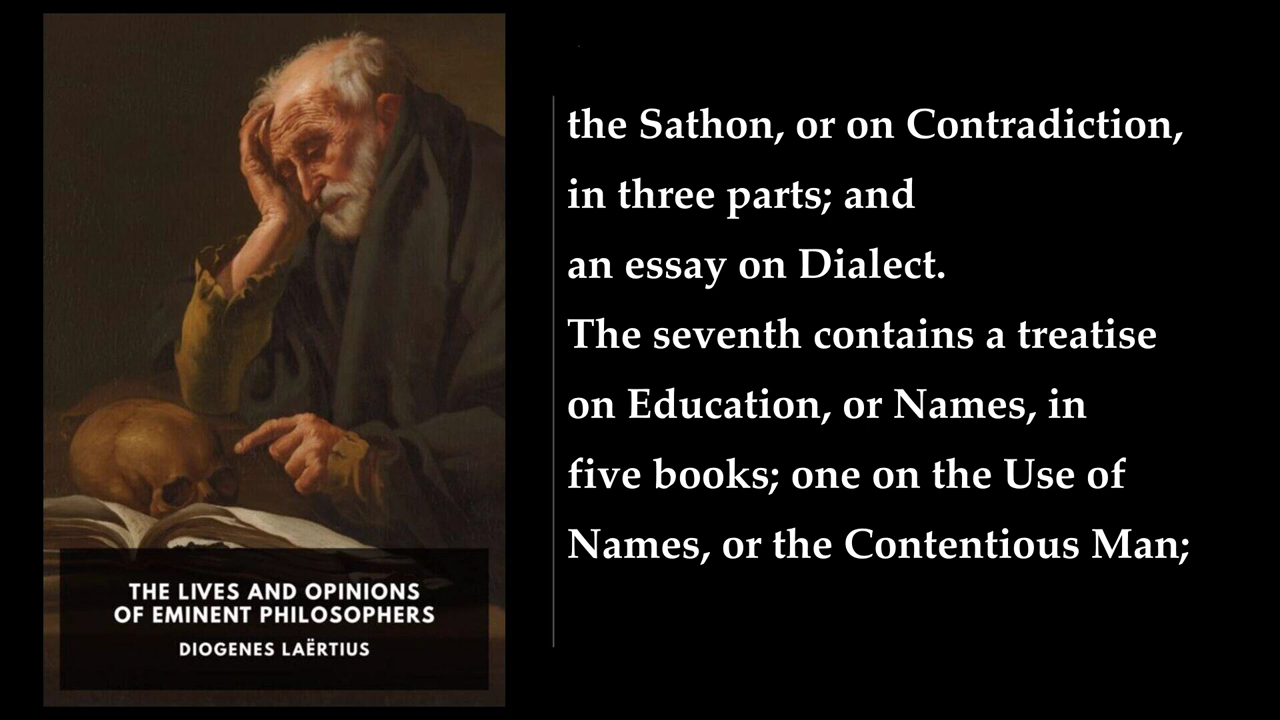 THE LIVES AND OPINIONS
OF EMINENT PHILOSOPHERS
DIOGENES LAËRTIUS
the Sathon, or on Contradiction,
in three parts; and
an essay on Dialect.
The seventh contains a treatise
on Education, or Names, in
five books; one on the Use of
Names, or the Contentious Man;